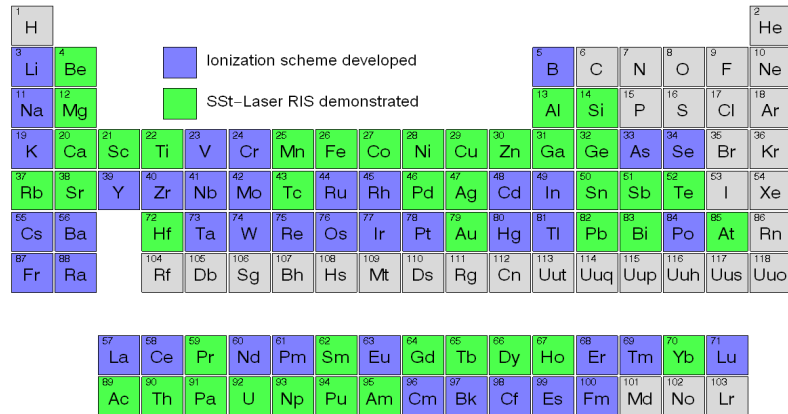 1 2
H He
3 4 Ionization scheme developed 5 6 7 8 9 10
Li Be B C N O F Ne
11 12 SSt-Laser RIS demonstrated 13 14 15 16 17 18
Na Mg Al Si P S Cl Ar
19 20 21 22 23 24 25 26 27 28 29 30 31 32 33 34 35 36
K Ca Sc Ti V Cr Mn Fe Co Ni Cu Zn Ga Ge As Se Br Kr
37 38 39 40 41 42 43 44 45 46 47 48 49 50 51 52 53 54
Rb Sr Y Zr Nb Mo Tc Ru Rh Pd Ag Cd In Sn Sb Te I Xe
55 56 72 73 74 75 76 77 78 79 80 81 82 83 84 85 86
Cs Ba Hf Ta W Re Os Ir Pt Au Hg Tl Pb Bi Po At Rn
87 88 104 105 106 107 108 109 110 111 112 113 114 115 116 117 118
Fr Ra Rf Db Sg Bh Hs Mt Ds Rg Cn Uut Uuq Uup Uuh Uus Uuo
57 58 59 60 61 62 63 64 65 66 67 68 69 70 71
La Ce Pr Nd Pm Sm Eu Gd Tb Dy Ho Er Tm Yb Lu
89 90 91 92 93 94 95 96 97 98 99 100 101 102 103
Ac Th Pa U Np Pu Am Cm Bk Cf Es Fm Md No Lr